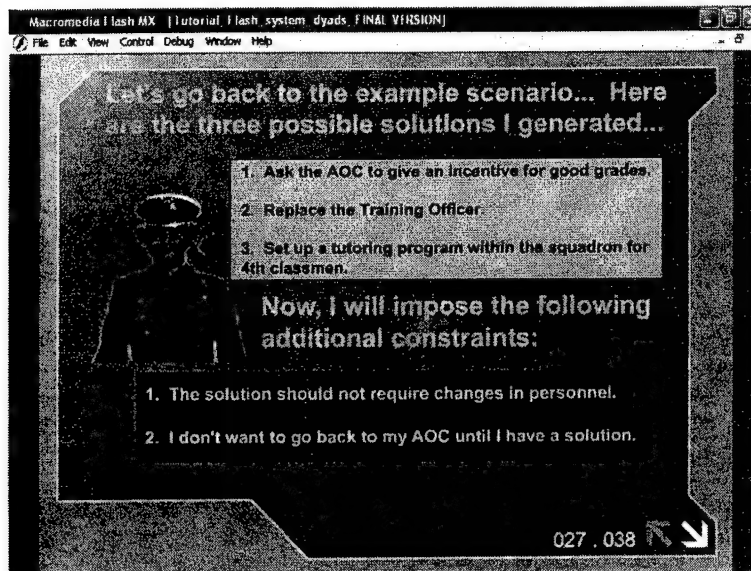 Macromedia Flash MX - [Tutorial_Flash_system_dyads_FINAL VERSION]
File Edit View Control Debug Window Help
Let's go back to the example scenario... Here
are the three possible solutions I generated...
1. Ask the AOC to give an incentive for good grades.
2. Replace the Training Officer
3. Set up a tutoring program within the squadron for
4th classmen.
Now, I will impose the following
additional constraints:
1. The solution should not require changes in personnel.
2. I don't want to go back to my AOC until I have a solution.
027 . 038